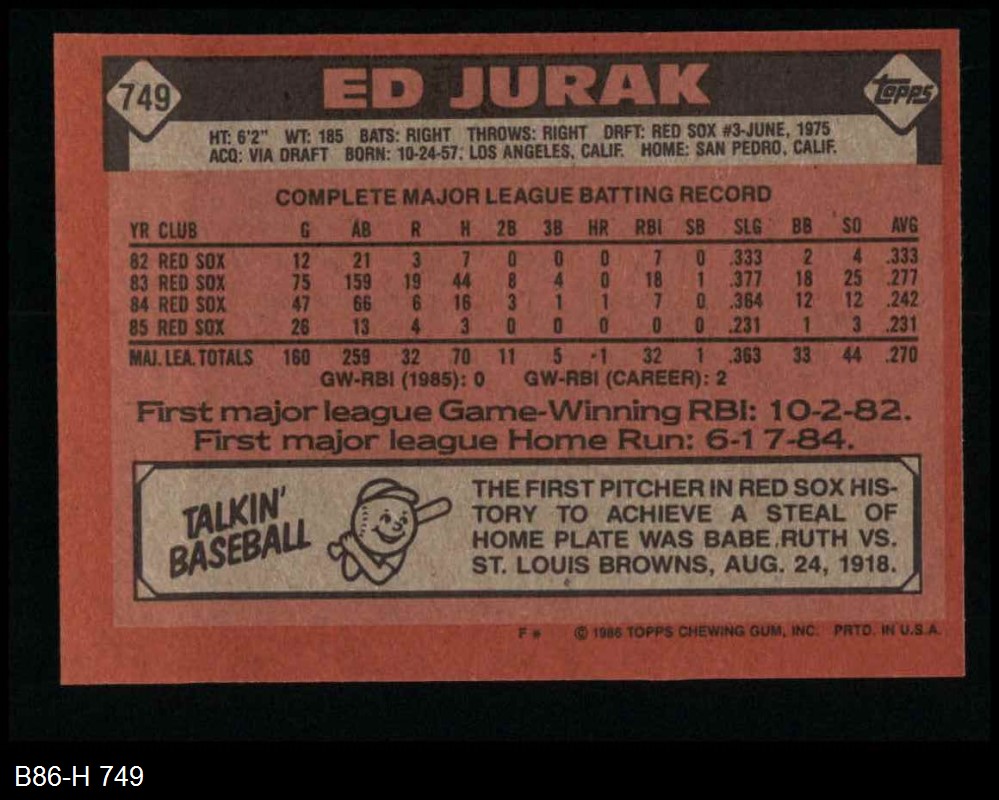 749
ED JURAK
TOPPS
HT: 6'2" WT: 185 BATS: RIGHT THROWS: RIGHT DRFT: RED SOX #3-JUNE, 1975
ACQ: VIA DRAFT BORN: 10-24-57, LOS ANGELES, CALIF. HOME: SAN PEDRO, CALIF.
COMPLETE MAJOR LEAGUE BATTING RECORD
YR CLUB G AB R H 2B 3B HR RBI SB SLG BB SO AVG
82 RED SOX 12 21 3 7 0 0 0 7 0 .333 2 4 .333
83 RED SOX 75 159 19 44 8 4 0 18 1 .377 18 25 .277
84 RED SOX 47 66 6 16 3 1 1 7 0 .364 12 12 .242
85 RED SOX 26 13 4 3 0 0 0 0 0 .231 1 3 .231
MAJ. LEA. TOTALS 160 259 32 70 11 5 1 32 1 .363 33 44 .270
GW-RBI (1985): 0 GW-RBI (CAREER): 2
First major league Game-Winning RBI: 10-2-82.
First major league Home Run: 6-17-84.
TALKIN'
BASEBALL
THE FIRST PITCHER IN RED SOX HIS-
TORY TO ACHIEVE A STEAL OF
HOME PLATE WAS BABE RUTH VS.
ST. LOUIS BROWNS, AUG. 24, 1918.
F* © 1986 TOPPS CHEWING GUM, INC. PRTD. IN U.S.A.
B86-H 749